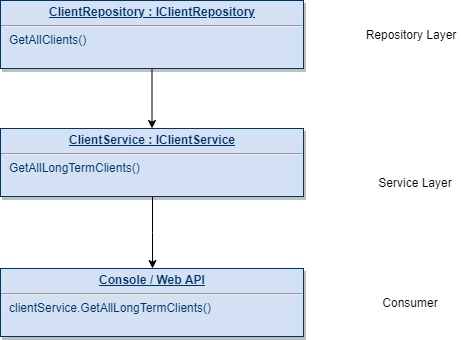 ClientRepository : IClientRepository
GetAllClients()
Repository Layer
ClientService : IClientService
GetAllLongTermClients()
Service Layer
Console / Web API
clientService.GetAllLongTermClients()
Consumer